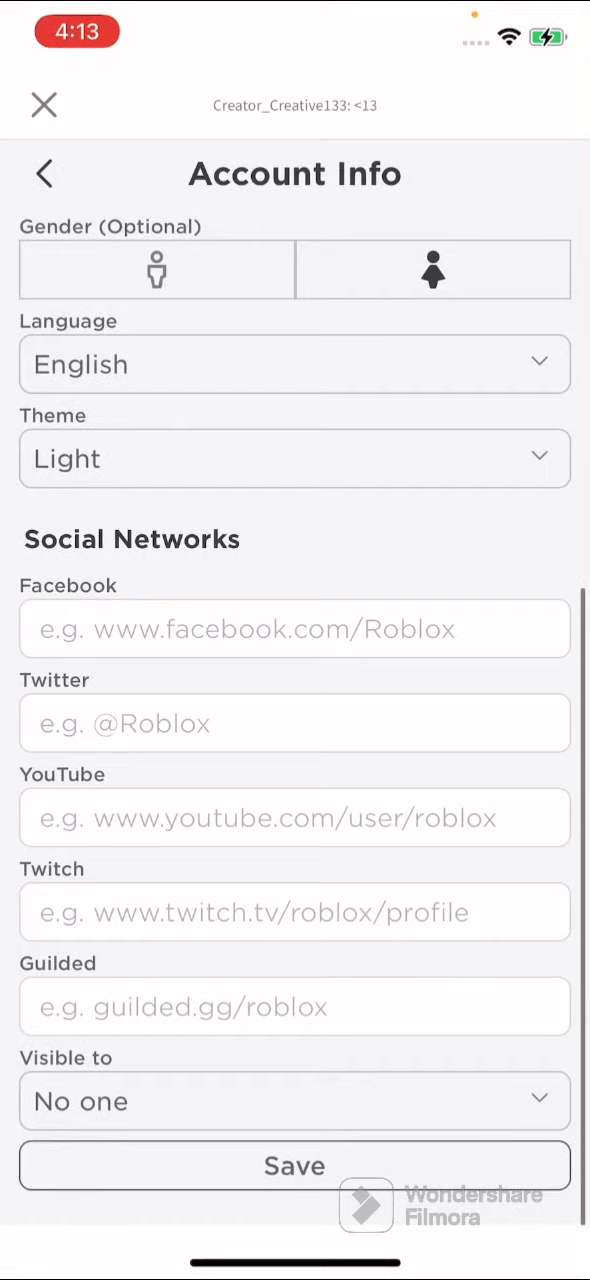 4:13
Creator_Creative133: <13
Account Info
Gender (Optional)
Language
English
Theme
Light
Social Networks
Facebook
e.g. www.facebook.com/Roblox
Twitter
e.g. @Roblox
YouTube
e.g. www.youtube.com/user/roblox
Twitch
e.g. www.twitch.tv/roblox/profile
Guilded
e.g. guilded.gg/roblox
Visible to
No one
Save
Wondershare
Filmora